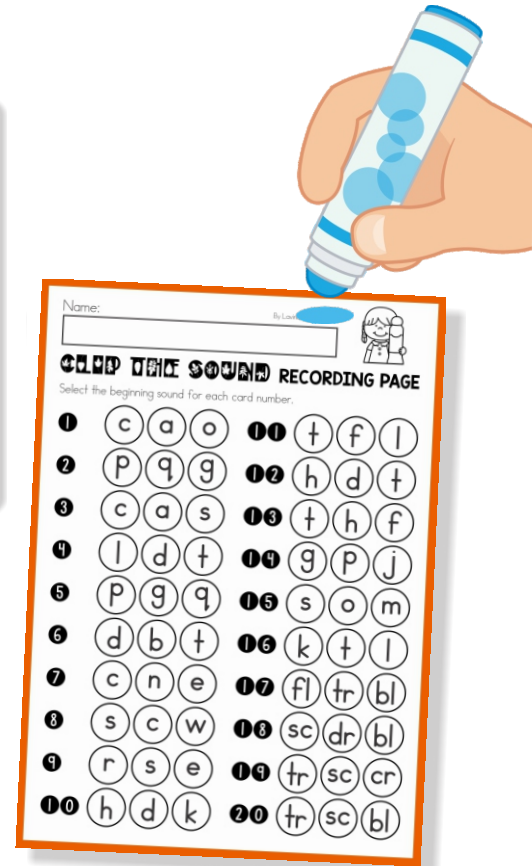 Name:
By Laur
CLIP THE SOUND RECORDING PAGE
Select the beginning sound for each card number.
1 c a o 11 t f l
2 p q g 12 h d t
3 c a s 13 t h f
4 l d t 14 g p j
5 p g q 15 s o m
6 d b t 16 k t l
7 c n e 17 fl tr bl
8 s c w 18 sc dr bl
9 r s e 19 tr sc cr
10 h d k 20 tr sc bl